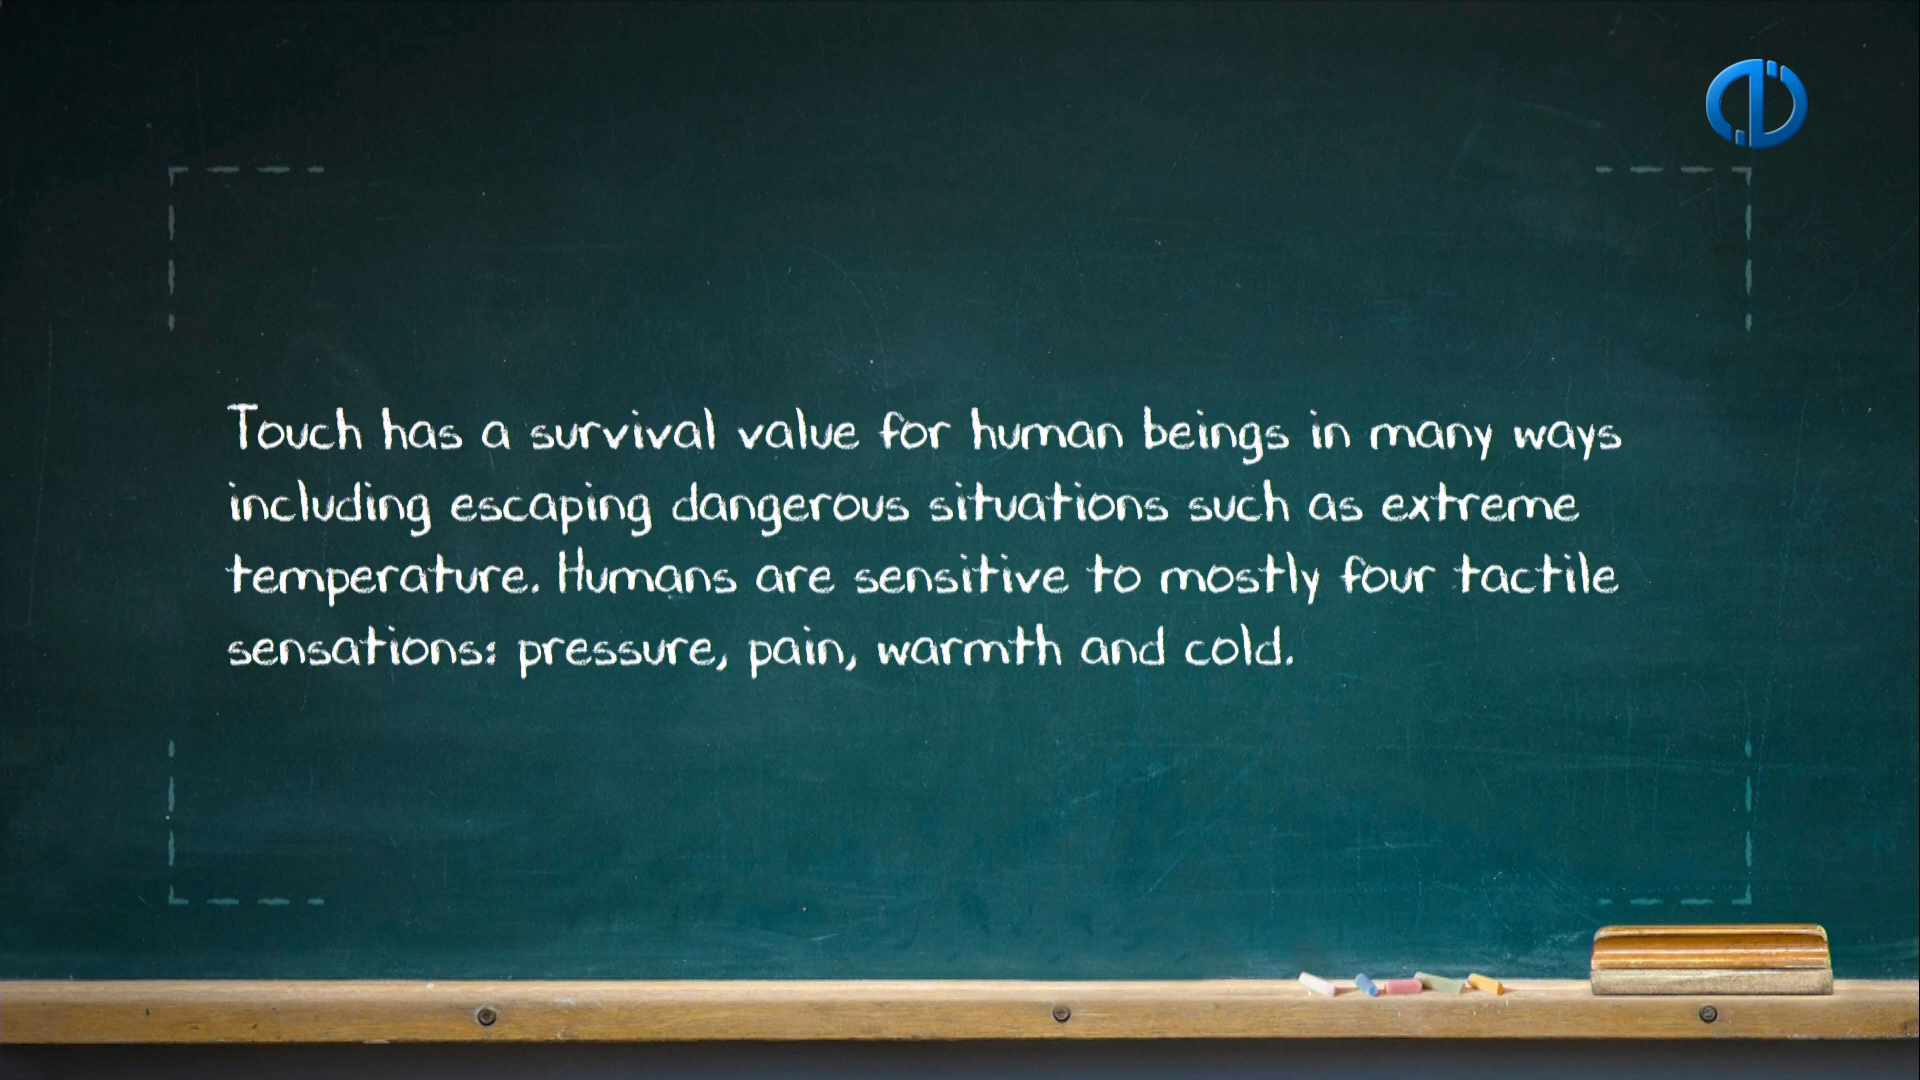 Touch has a survival value for human beings in many ways
including escaping dangerous situations such as extreme
temperature. Humans are sensitive to mostly four tactile
sensations: pressure, pain, warmth and cold.